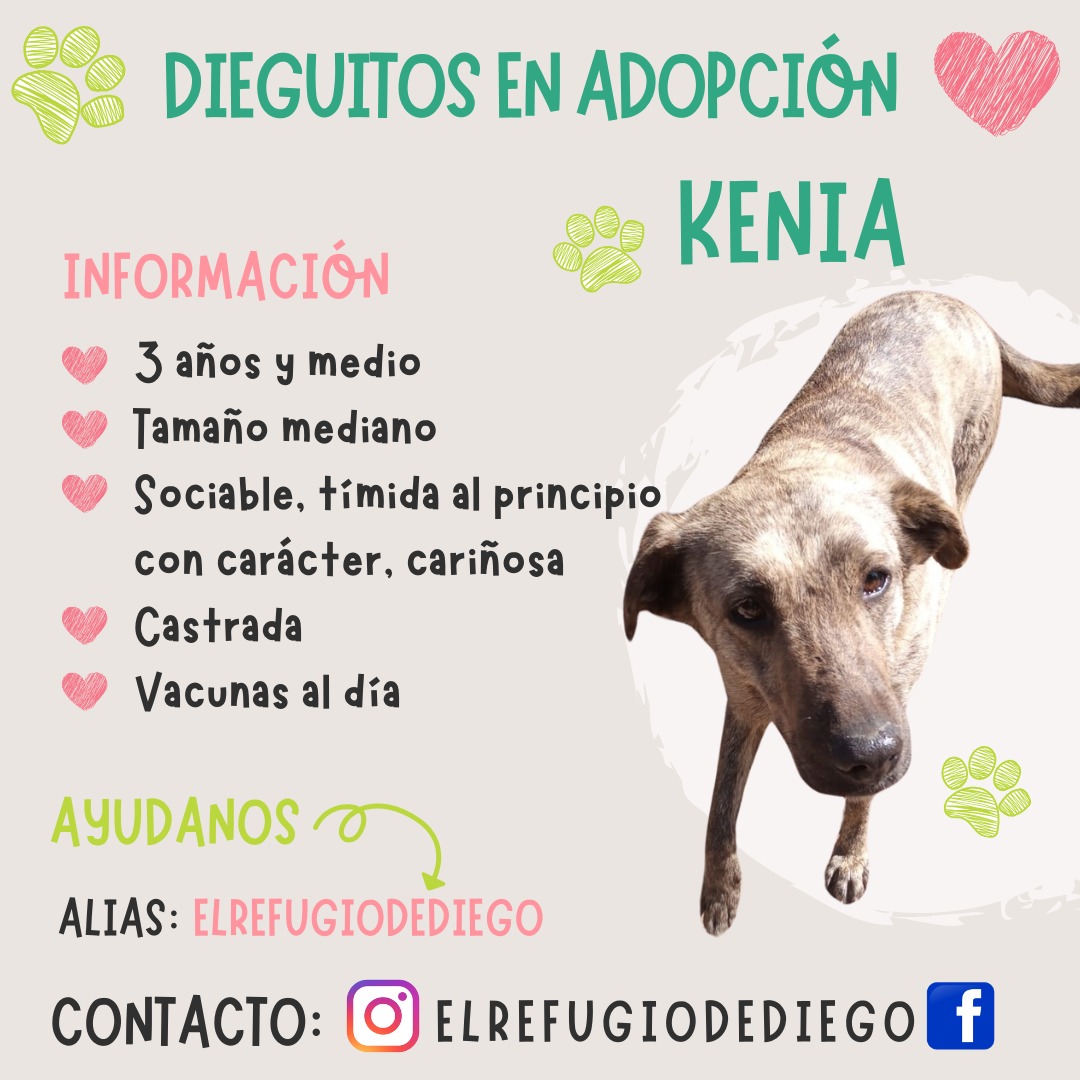 DIEGUITOS EN ADOPCIÓN
KENIA
INFORMACIÓN
3 años y medio
Tamaño mediano
Sociable, tímida al principio
con carácter, cariñosa
Castrada
Vacunas al día
AYUDANOS
ALIAS: ELREFUGIODEDIEGO
CONTACTO: ELREFUGIODEDIEGO